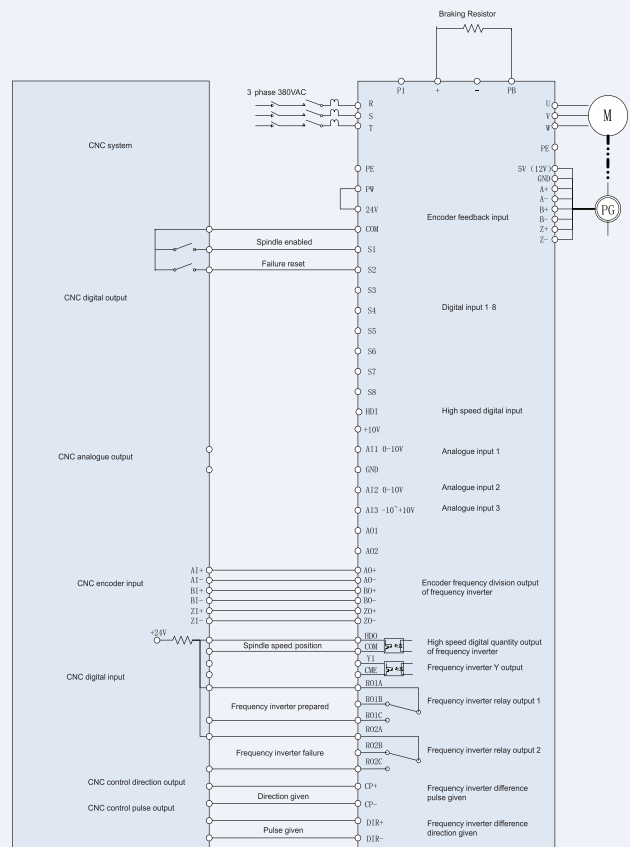 Braking Resistor
3-phase 380VAC
P1 + - PB
R
S
T
U
V
W
M
CNC system
PE
PE
5V (12V)
GND
A+
A-
B+
B-
Z+
Z-
PG
Encoder feedback input
PW
24V
COM
Spindle enabled
S1
Failure reset
S2
CNC digital output
S3
S4
Digital input 1-8
S5
S6
S7
S8
HDI
High speed digital input
+10V
CNC analogue output
AI1 0-10V
Analogue input 1
GND
AI2 0-10V
Analogue input 2
AI3 -10~+10V
Analogue input 3
AO1
AO2
CNC encoder input
AI+
AI-
BI+
BI-
ZI+
ZI-
AO+
AO-
BO+
BO-
ZO+
ZO-
Encoder frequency division output
of frequency inverter
+24V
Spindle speed position
HDO
COM
High speed digital quantity output
of frequency inverter
Y1
CME
Frequency inverter Y output
CNC digital input
RO1A
RO1B
RO1C
Frequency inverter prepared
Frequency inverter relay output 1
RO2A
RO2B
RO2C
Frequency inverter failure
Frequency inverter relay output 2
CNC control direction output
CP+
Direction given
CP-
Frequency inverter difference
pulse given
CNC control pulse output
DIR+
Pulse given
DIR-
Frequency inverter difference
direction given